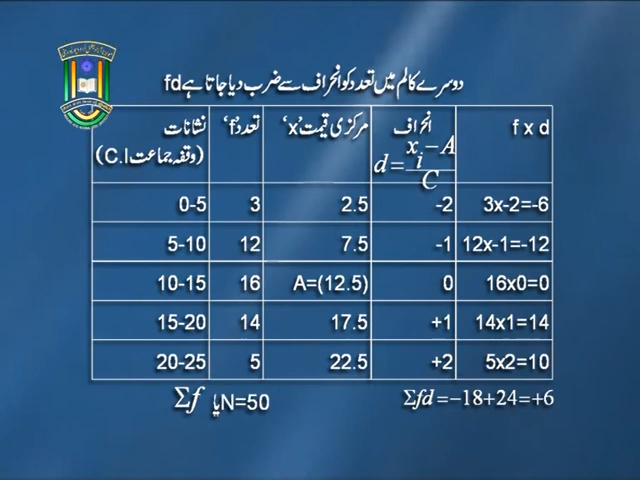 دوسرے کالم میں تعدد کو انحراف سے ضرب دیا جاتا ہے fd
نشانات (وقفہ جماعت C.I) | تعدد 'f' | مرکزی قیمت 'x' | انحراف d = (xᵢ − A) / C | f x d
0-5 | 3 | 2.5 | -2 | 3x-2=-6
5-10 | 12 | 7.5 | -1 | 12x-1=-12
10-15 | 16 | A=(12.5) | 0 | 16x0=0
15-20 | 14 | 17.5 | +1 | 14x1=14
20-25 | 5 | 22.5 | +2 | 5x2=10
Σf یا N=50
Σfd = −18+24 = +6